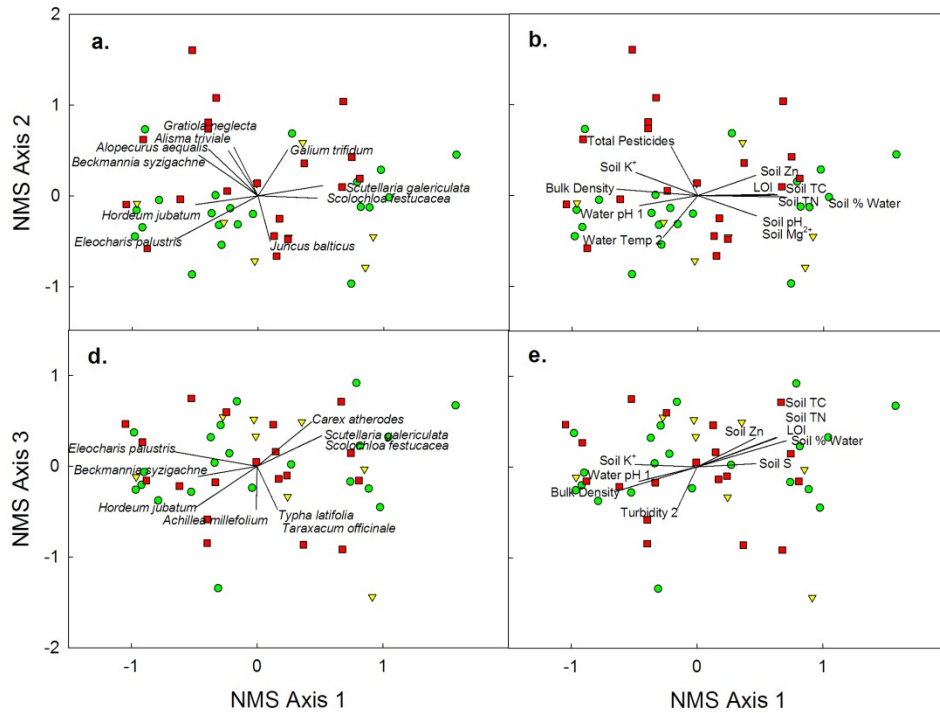 2
a.
b.
Gratiola neglecta
Alisma triviale
Alopecurus aequalis
Beckmannia syzigachne
Galium trifidum
Scutellaria galericulata
Scolochloa festucacea
Hordeum jubatum
Eleocharis palustris
Juncus balticus
Total Pesticides
Soil K+
Bulk Density
Water pH 1
Water Temp 2
Soil Zn
LOI
Soil TC
Soil TN
Soil % Water
Soil pH
Soil Mg2+
NMS Axis 2
1
0
-1
d.
e.
Carex atherodes
Scutellaria galericulata
Scolochloa festucacea
Eleocharis palustris
Beckmannia syzigachne
Hordeum jubatum
Achillea millefolium
Typha latifolia
Taraxacum officinale
Soil TC
Soil TN
LOI
Soil Zn
Soil % Water
Soil K+
Soil S
Water pH 1
Bulk Density
Turbidity 2
NMS Axis 3
1
0
-1
-2
-1 0 1
-1 0 1
NMS Axis 1
NMS Axis 1